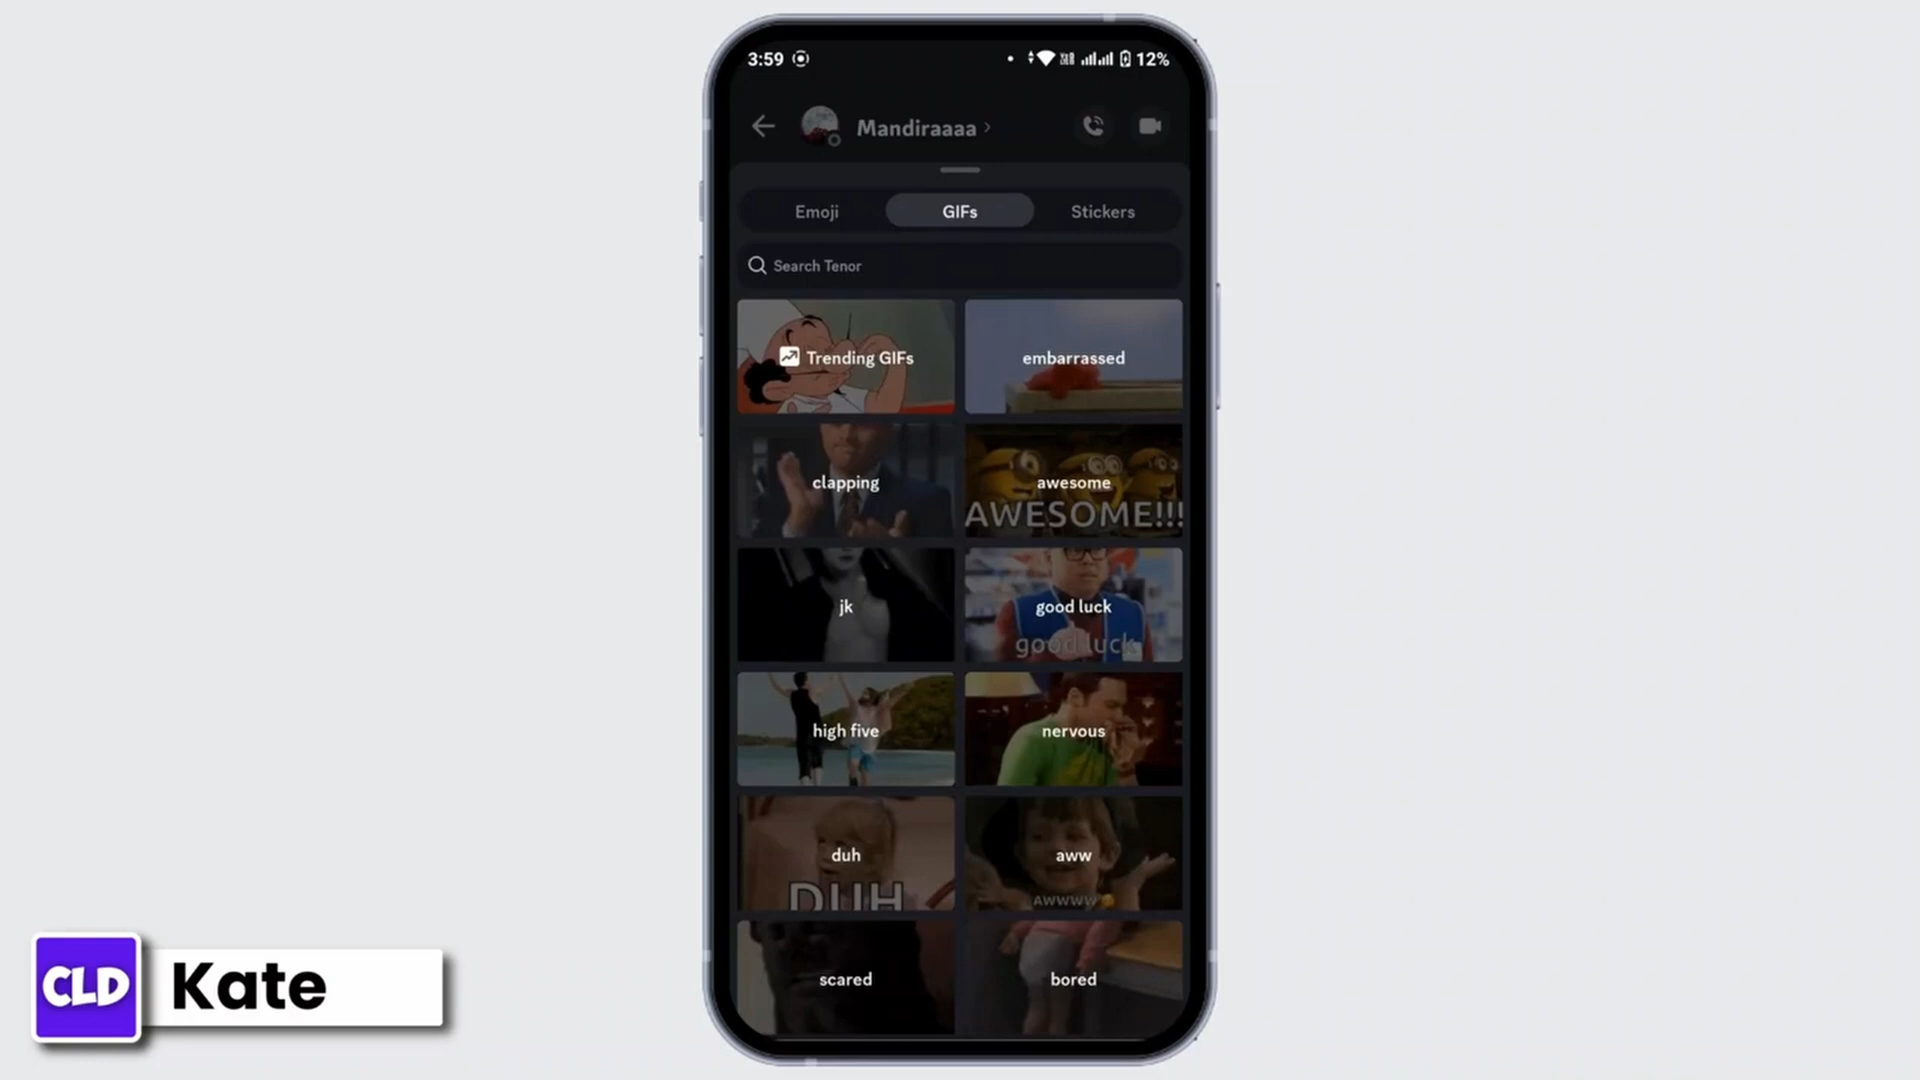 3:59 12%
Mandiraaaa
Emoji GIFs Stickers
Search Tenor
Trending GIFs embarrassed
clapping awesome
AWESOME!!!
jk good luck
good luck
high five nervous
duh aww
DUH AWWWW
scared bored
CLD Kate